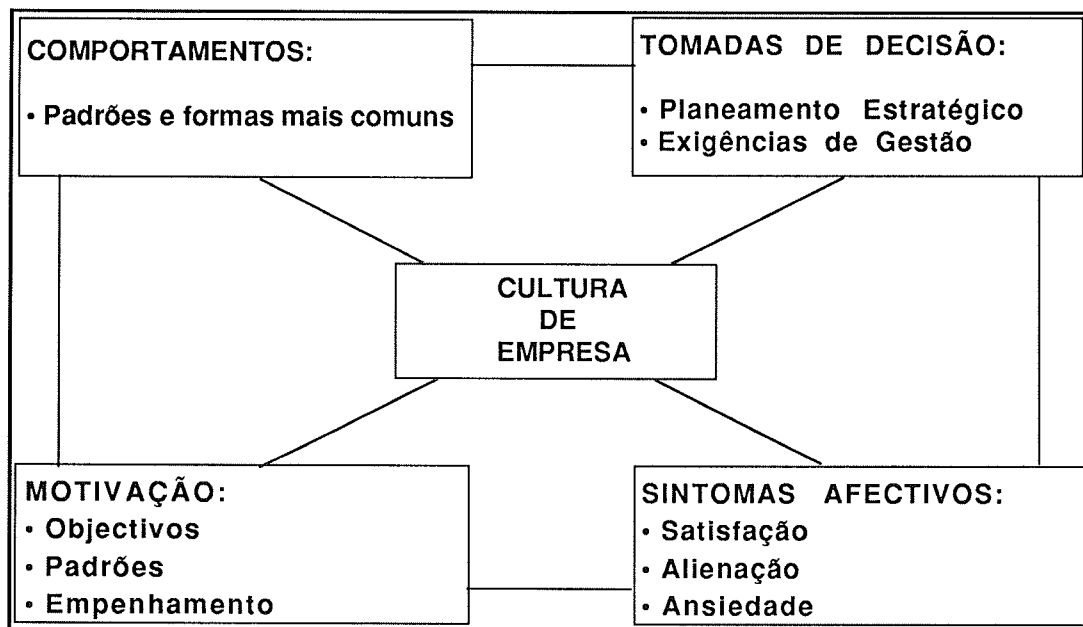 COMPORTAMENTOS:
• Padrões e formas mais comuns
TOMADAS DE DECISÃO:
• Planeamento Estratégico
• Exigências de Gestão
CULTURA
DE
EMPRESA
MOTIVAÇÃO:
• Objectivos
• Padrões
• Empenhamento
SINTOMAS AFECTIVOS:
• Satisfação
• Alienação
• Ansiedade